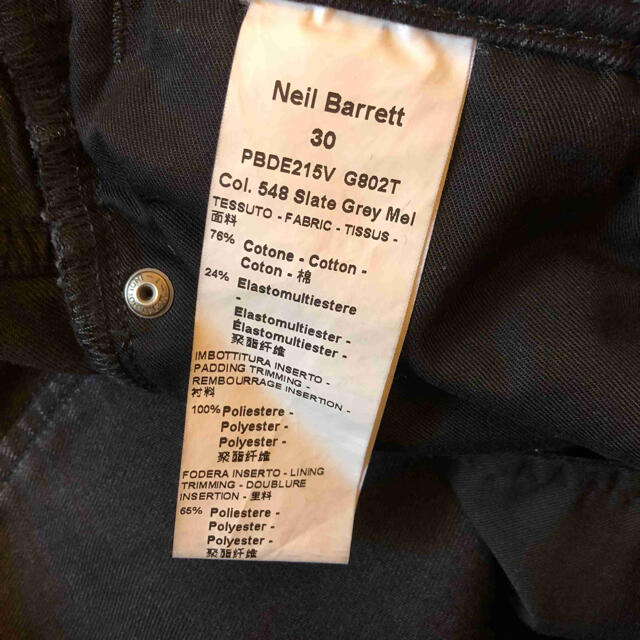 Neil Barrett
30
PBDE215V G802T
Col. 548 Slate Grey Mel
TESSUTO - FABRIC - TISSUS -
面料
76% Cotone - Cotton -
Coton - 棉
24% Elastomultiestere
-
Elastomultiester -
Élastomultiester -
聚酯纤维
IMBOTTITURA INSERTO -
PADDING TRIMMING -
REMBOURRAGE INSERTION -
衬料
100% Poliestere -
Polyester -
Polyester -
聚酯纤维
FODERA INSERTO - LINING
TRIMMING - DOUBLURE
INSERTION - 里料
65% Poliestere -
Polyester -
Polyester -
聚酯纤维